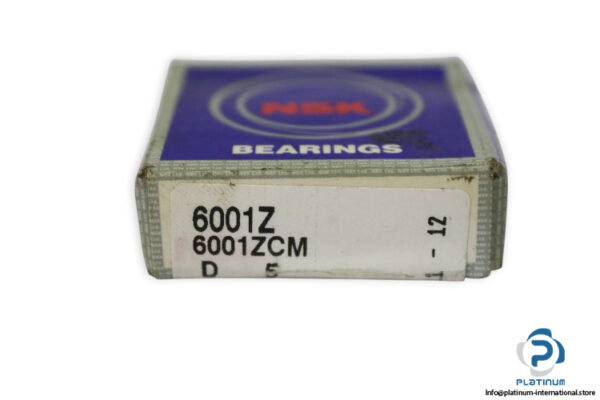 NSK
BEARINGS
6001Z
6001ZCM
D 5
1 - 12
PLATINUM
Info@platinum-international.store